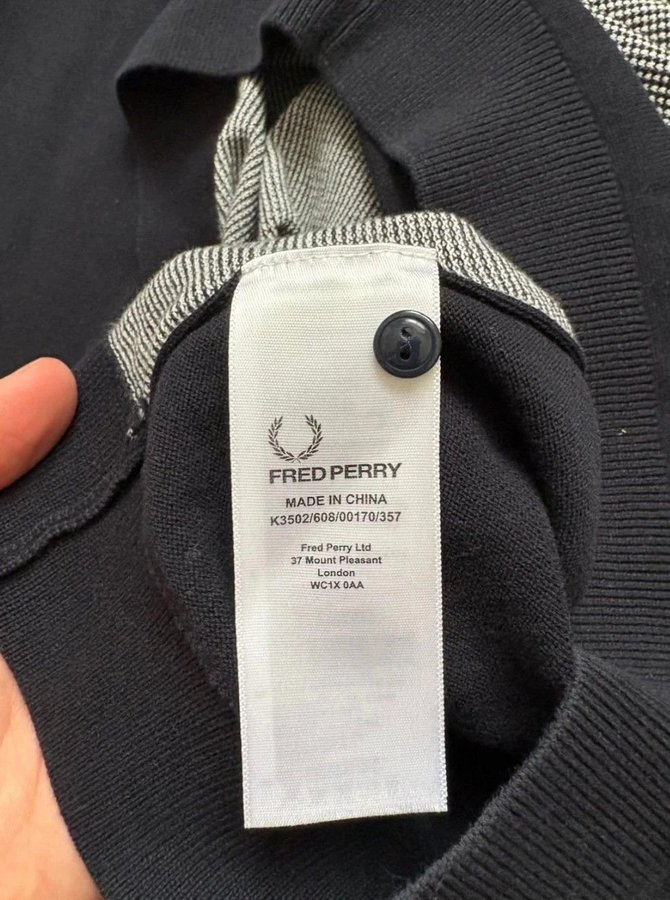 FRED PERRY
MADE IN CHINA
K3502/608/00170/357
Fred Perry Ltd
37 Mount Pleasant
London
WC1X 0AA